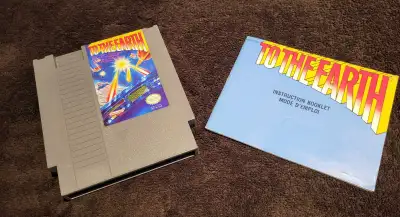 TO THE EARTH
TO THE EARTH
INSTRUCTION BOOKLET
MODE D'EMPLOI